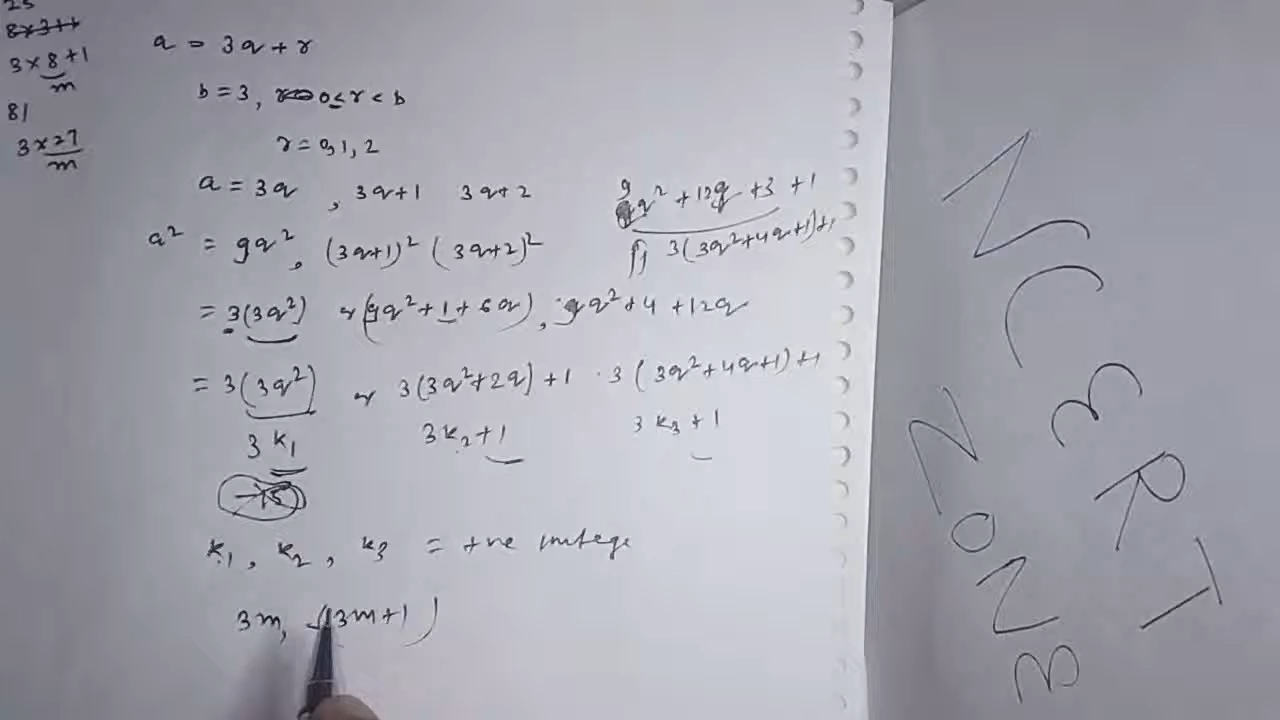 25
8×3++
3×8+1
m
81
3×27
m
a = 3q + r
b = 3, 0 ≤ r < b
r = 0, 1, 2
a = 3q, 3q+1 3q+2
9q² + 12q + 3 + 1
3(3q²+4q+1)+1
a² = 9q², (3q+1)² (3q+2)²
= 3(3q²) or (9q²+1+6q), 9q²+4+12q
= 3(3q²) or 3(3q²+2q)+1 . 3(3q²+4q+1)+1
3k₁ 3k₂+1 3k₃+1
k₁, k₂, k₃ = +ve intege
3m, (3m+1)
NCERT
ZONE